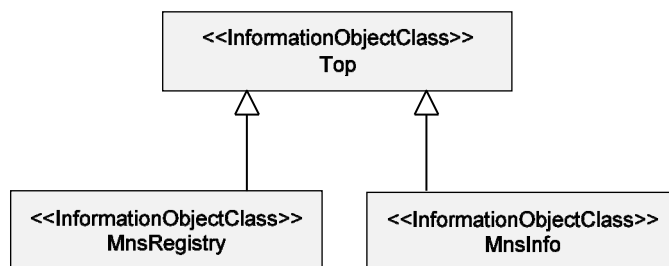 <<InformationObjectClass>>
Top
<<InformationObjectClass>>
MnsRegistry
<<InformationObjectClass>>
MnsInfo